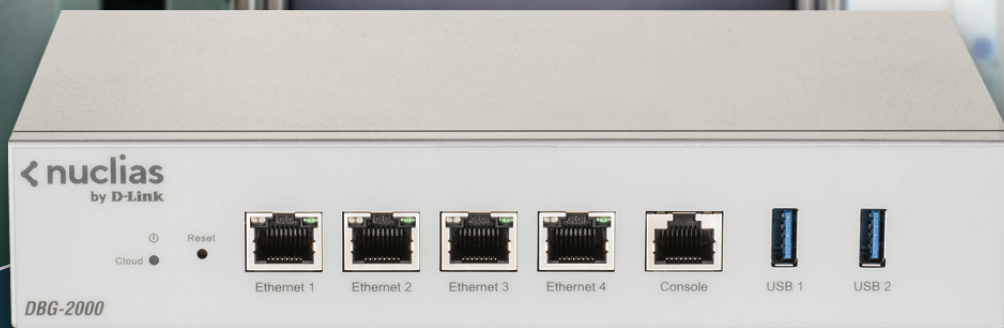 nuclias
by D-Link
Reset
Cloud
Ethernet 1
Ethernet 2
Ethernet 3
Ethernet 4
Console
USB 1
USB 2
DBG-2000